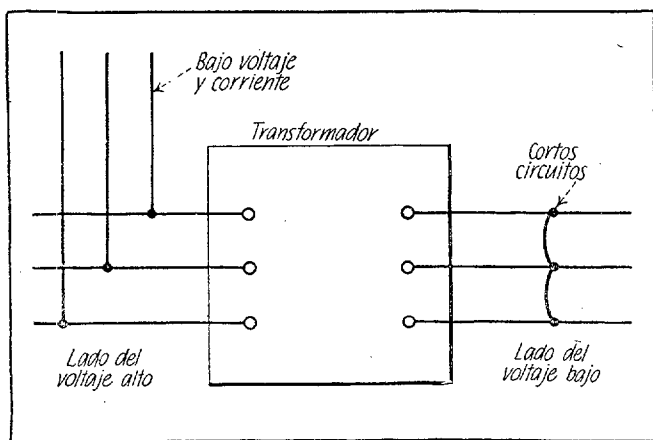 Bajo voltaje
y corriente
Transformador
Cortos
circuitos
Lado del
voltaje alto
Lado del
voltaje bajo